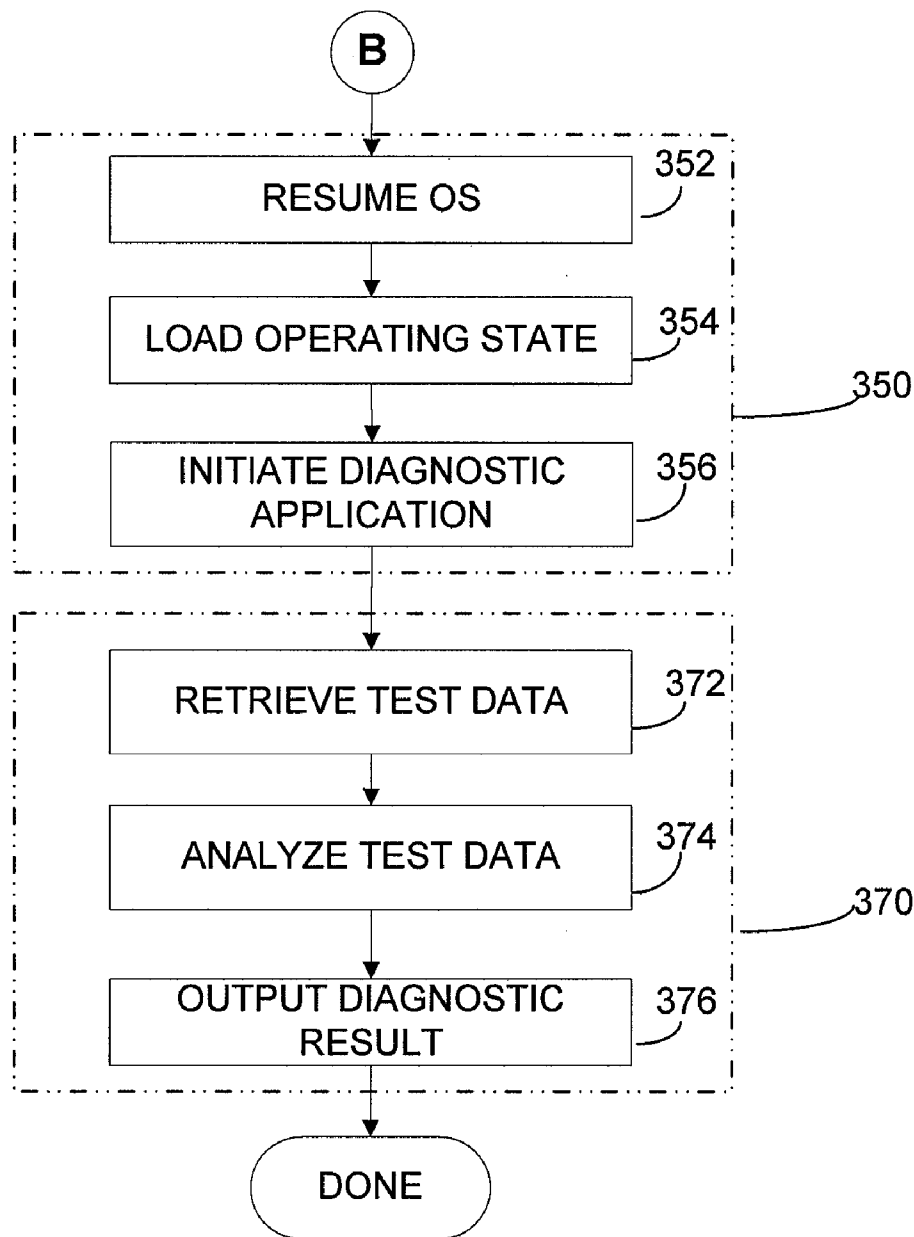 B
RESUME OS
352
LOAD OPERATING STATE
354
350
INITIATE DIAGNOSTIC
APPLICATION
356
RETRIEVE TEST DATA
372
ANALYZE TEST DATA
374
370
OUTPUT DIAGNOSTIC
RESULT
376
DONE